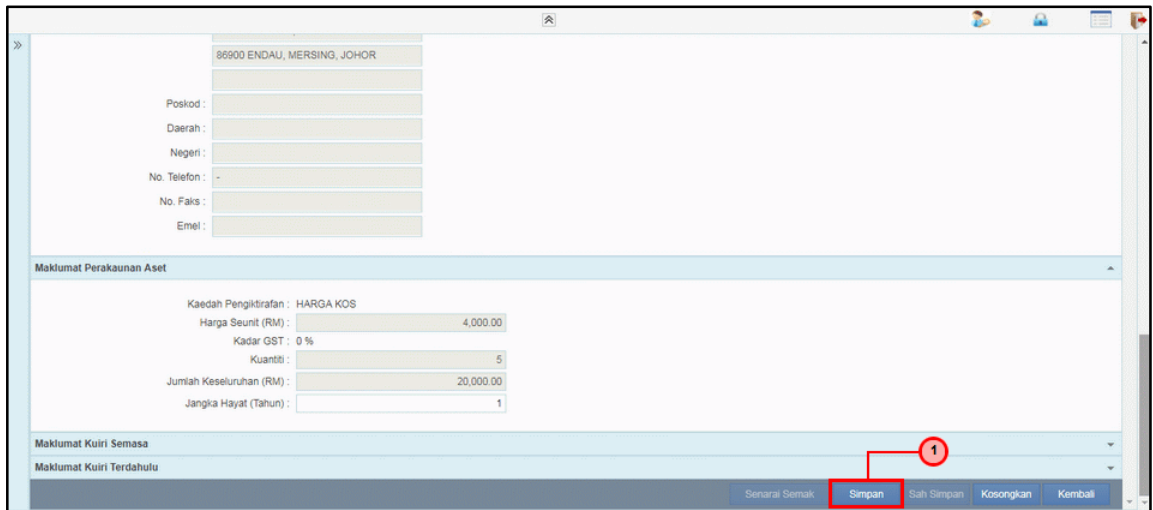 86900 ENDAU, MERSING, JOHOR
Poskod :
Daerah :
Negeri :
No. Telefon : -
No. Faks :
Emel :
Maklumat Perakaunan Aset
Kaedah Pengiktirafan : HARGA KOS
Harga Seunit (RM) : 4,000.00
Kadar GST : 0 %
Kuantiti : 5
Jumlah Keseluruhan (RM) : 20,000.00
Jangka Hayat (Tahun) : 1
Maklumat Kuiri Semasa
1
Maklumat Kuiri Terdahulu
Senarai Semak Simpan Sah Simpan Kosongkan Kembali